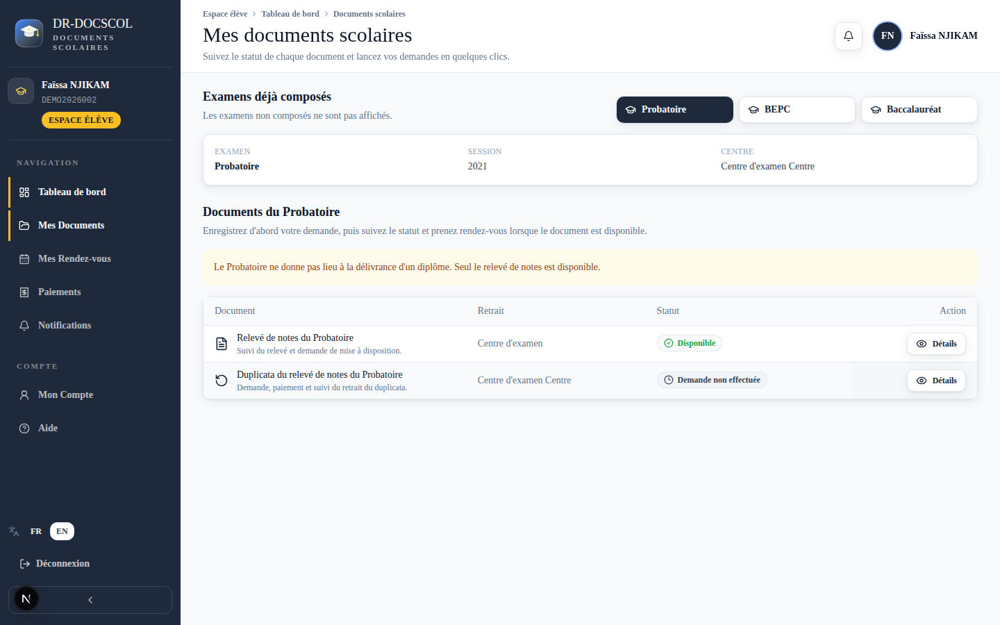 DR-DOCSCOL
DOCUMENTS
SCOLAIRES
Faïssa NJIKAM
DEMO2026002
ESPACE ÉLÈVE
NAVIGATION
Tableau de bord
Mes Documents
Mes Rendez-vous
Paiements
Notifications
COMPTE
Mon Compte
Aide
FR EN
Déconnexion
N
Espace élève > Tableau de bord > Documents scolaires
Mes documents scolaires
Suivez le statut de chaque document et lancez vos demandes en quelques clics.
FN Faïssa NJIKAM
Examens déjà composés
Les examens non composés ne sont pas affichés.
Probatoire BEPC Baccalauréat
EXAMEN SESSION CENTRE
Probatoire 2021 Centre d'examen Centre
Documents du Probatoire
Enregistrez d'abord votre demande, puis suivez le statut et prenez rendez-vous lorsque le document est disponible.
Le Probatoire ne donne pas lieu à la délivrance d'un diplôme. Seul le relevé de notes est disponible.
Document Retrait Statut Action
Relevé de notes du Probatoire
Suivi du relevé et demande de mise à disposition.
Centre d'examen Disponible Détails
Duplicata du relevé de notes du Probatoire
Demande, paiement et suivi du retrait du duplicata.
Centre d'examen Centre Demande non effectuée Détails